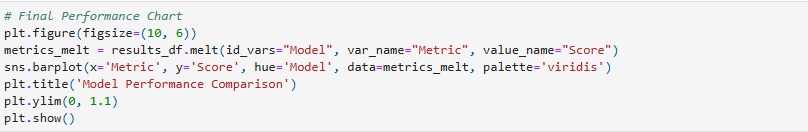 # Final Performance Chart
plt.figure(figsize=(10, 6))
metrics_melt = results_df.melt(id_vars="Model", var_name="Metric", value_name="Score")
sns.barplot(x='Metric', y='Score', hue='Model', data=metrics_melt, palette='viridis')
plt.title('Model Performance Comparison')
plt.ylim(0, 1.1)
plt.show()